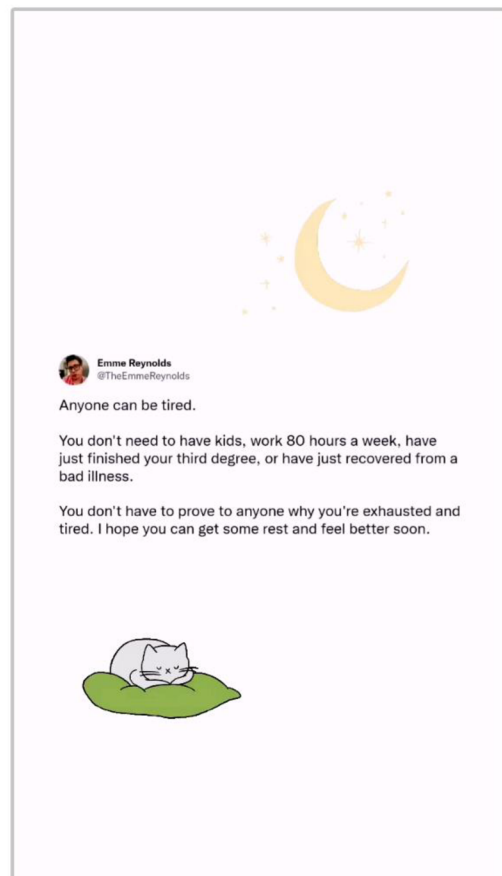 Emme Reynolds
@TheEmmeReynolds
Anyone can be tired.
You don't need to have kids, work 80 hours a week, have
just finished your third degree, or have just recovered from a
bad illness.
You don't have to prove to anyone why you're exhausted and
tired. I hope you can get some rest and feel better soon.